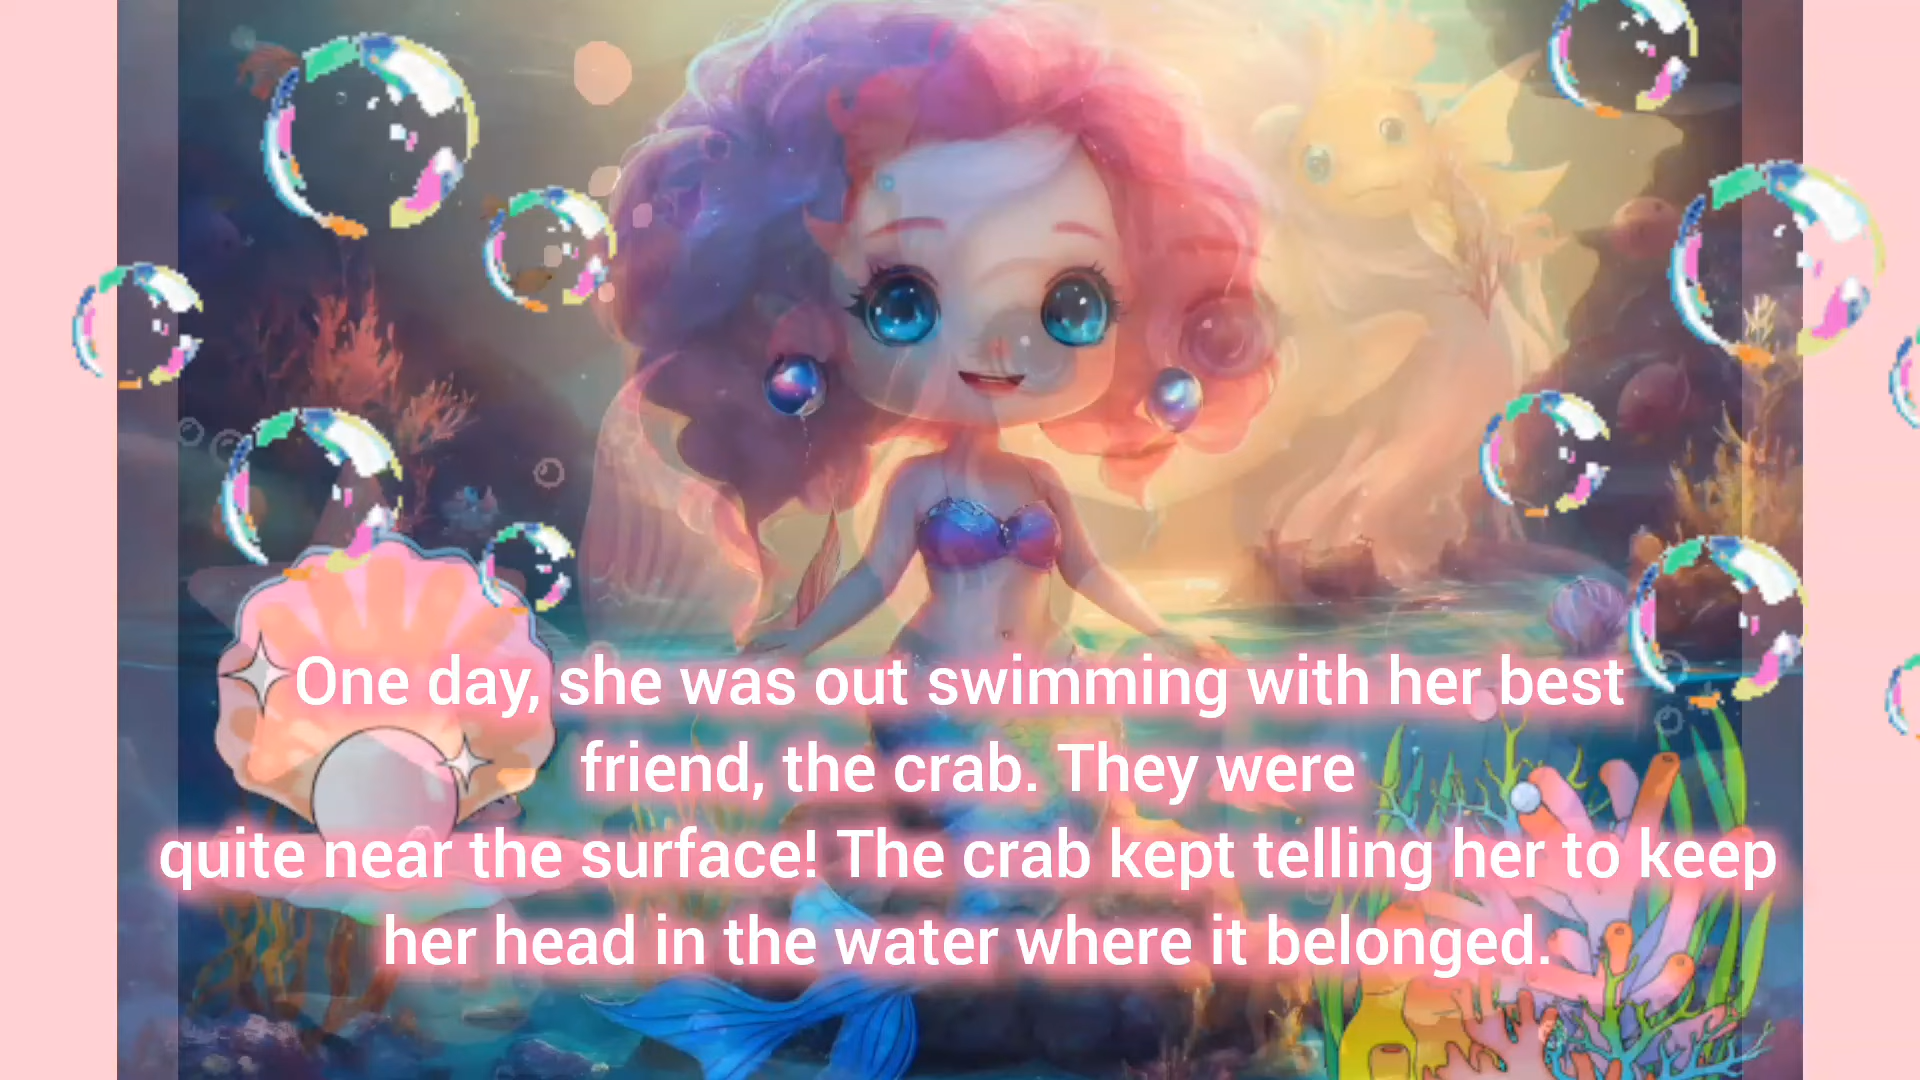 One day, she was out swimming with her best
friend, the crab. They were
quite near the surface! The crab kept telling her to keep
her head in the water where it belonged.